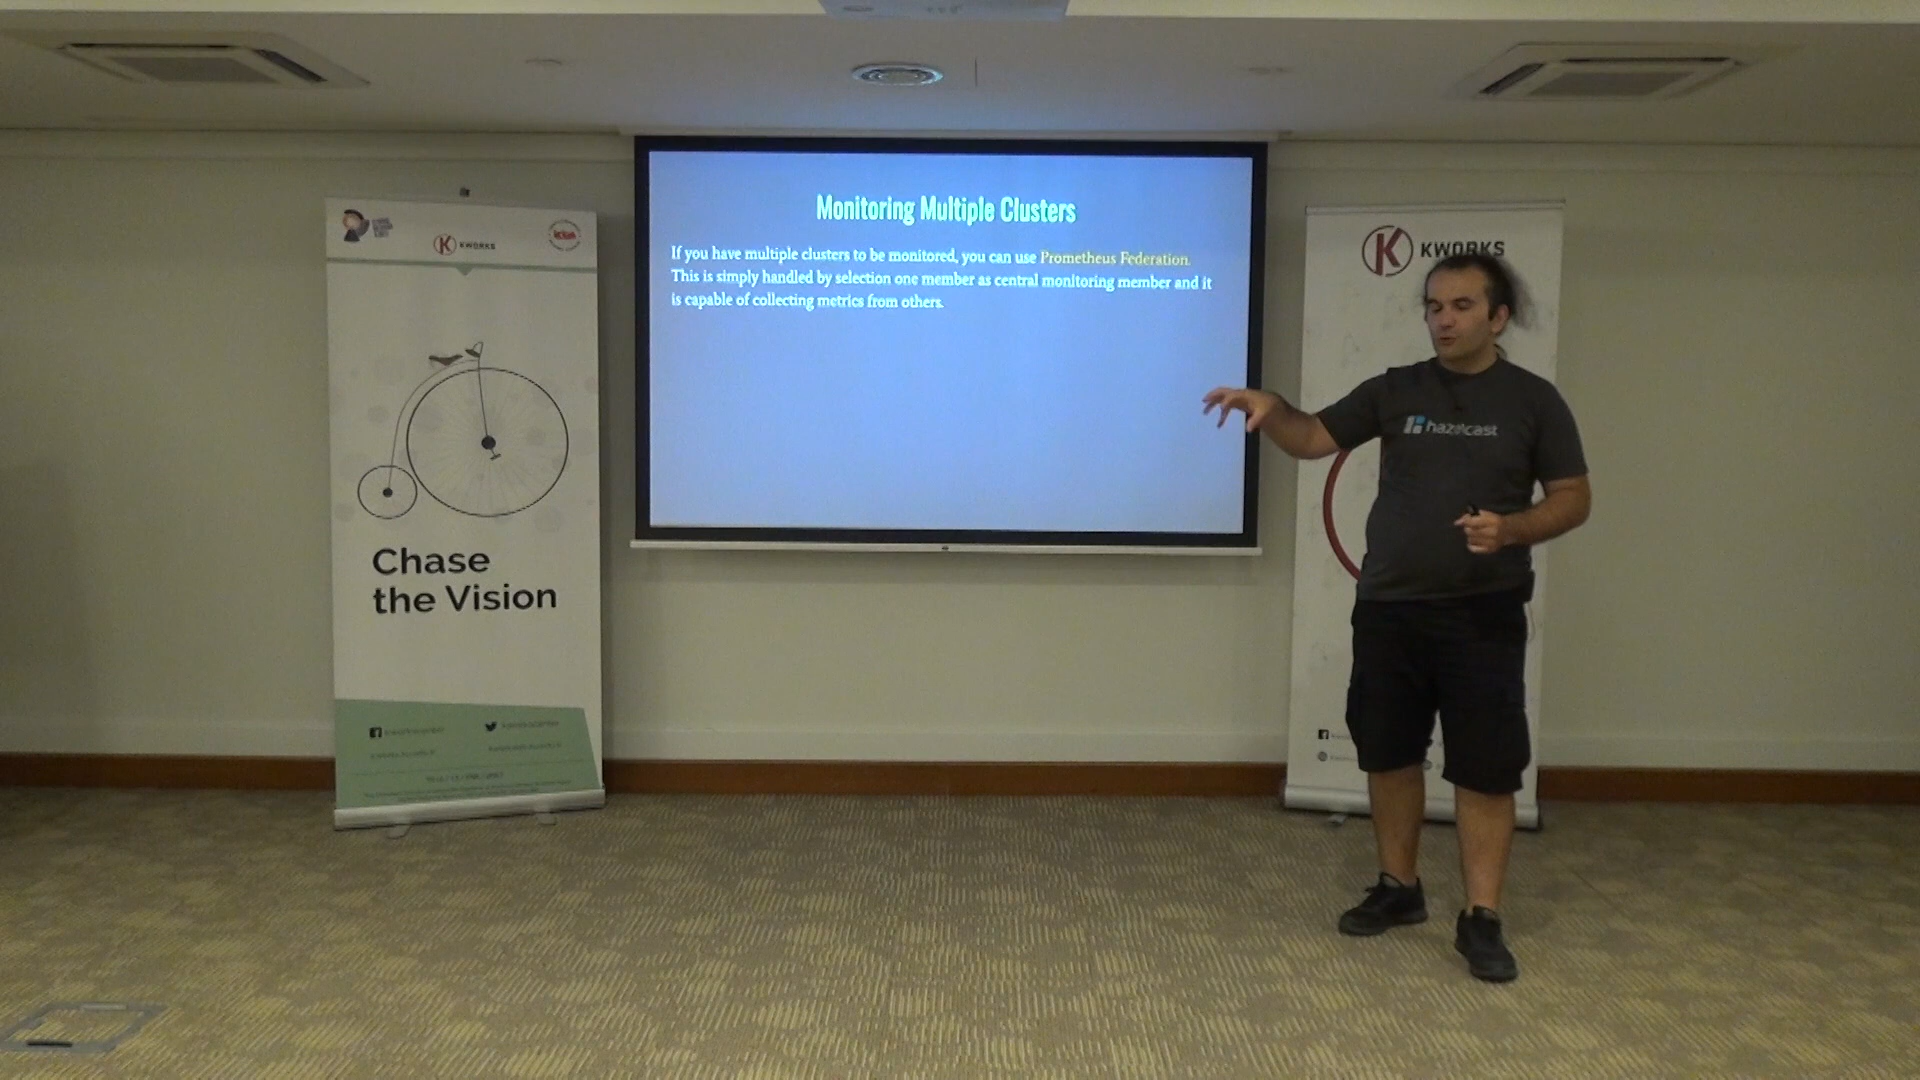 Monitoring Multiple Clusters
If you have multiple clusters to be monitored, you can use Prometheus Federation.
This is simply handled by selection one member as central monitoring member and it
is capable of collecting metrics from others.
KWORKS
Chase
the Vision
KWORKS
hazelcast